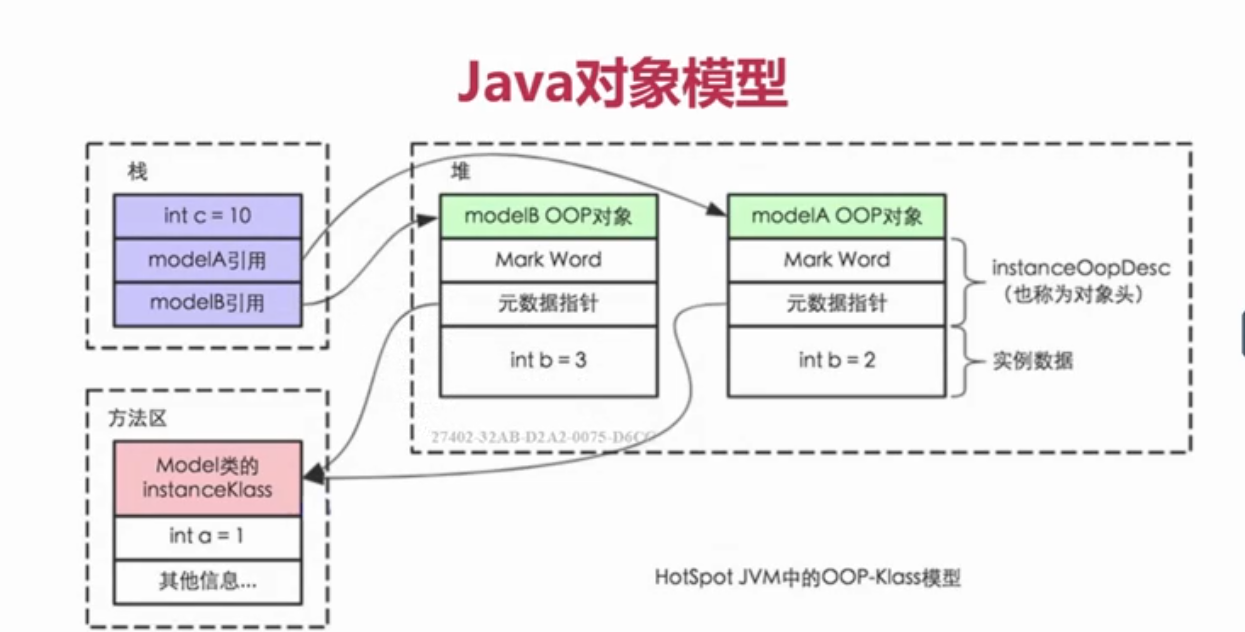 Java对象模型
栈
int c = 10
modelA引用
modelB引用
堆
modelB OOP对象
Mark Word
元数据指针
int b = 3
modelA OOP对象
Mark Word
元数据指针
int b = 2
instanceOopDesc
（也称为对象头）
实例数据
27402-32AB-D2A2-0075-D6CC
方法区
Model类的
instanceKlass
int a = 1
其他信息...
HotSpot JVM中的OOP-Klass模型